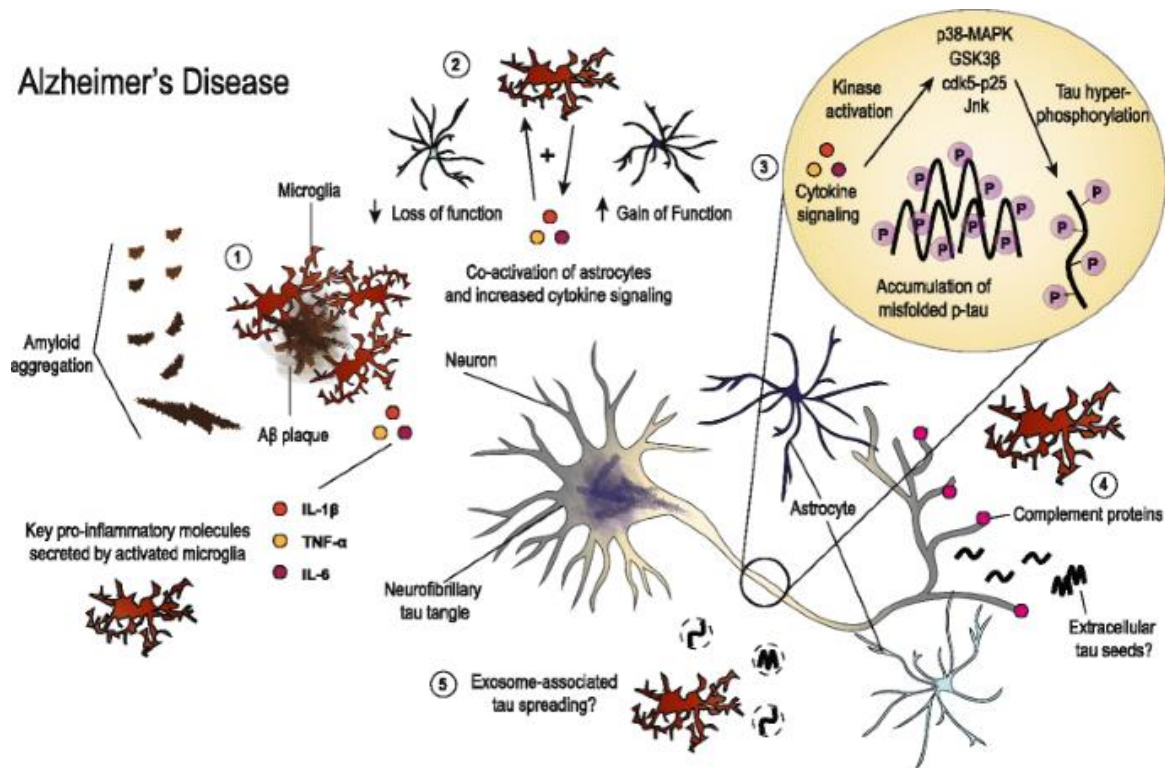 Alzheimer's Disease
1
Microglia
Amyloid
aggregation
Aβ plaque
Key pro-inflammatory molecules
secreted by activated microglia
IL-1β
TNF-α
IL-6
2
+
Loss of function
Gain of Function
Co-activation of astrocytes
and increased cytokine signaling
3
p38-MAPK
GSK3β
cdk5-p25
Jnk
Kinase
activation
Tau hyper-
phosphorylation
Cytokine
signaling
P
P
P
P
P
P
P
P
P
P
P
P
P
Accumulation of
misfolded p-tau
Neuron
Neurofibrillary
tau tangle
Astrocyte
4
Complement proteins
Extracellular
tau seeds?
5
Exosome-associated
tau spreading?